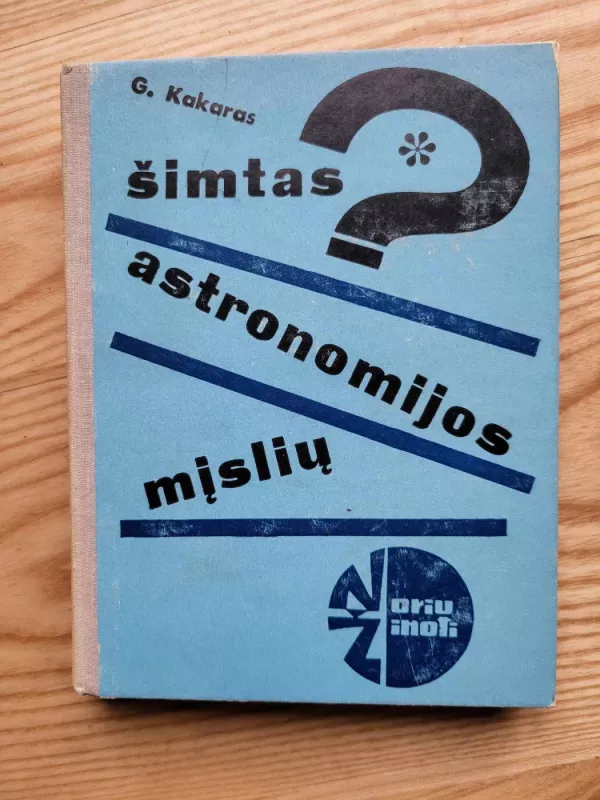 G. Kakaras
?
šimtas
astronomijos
mįslių
Noriu
Žinoti